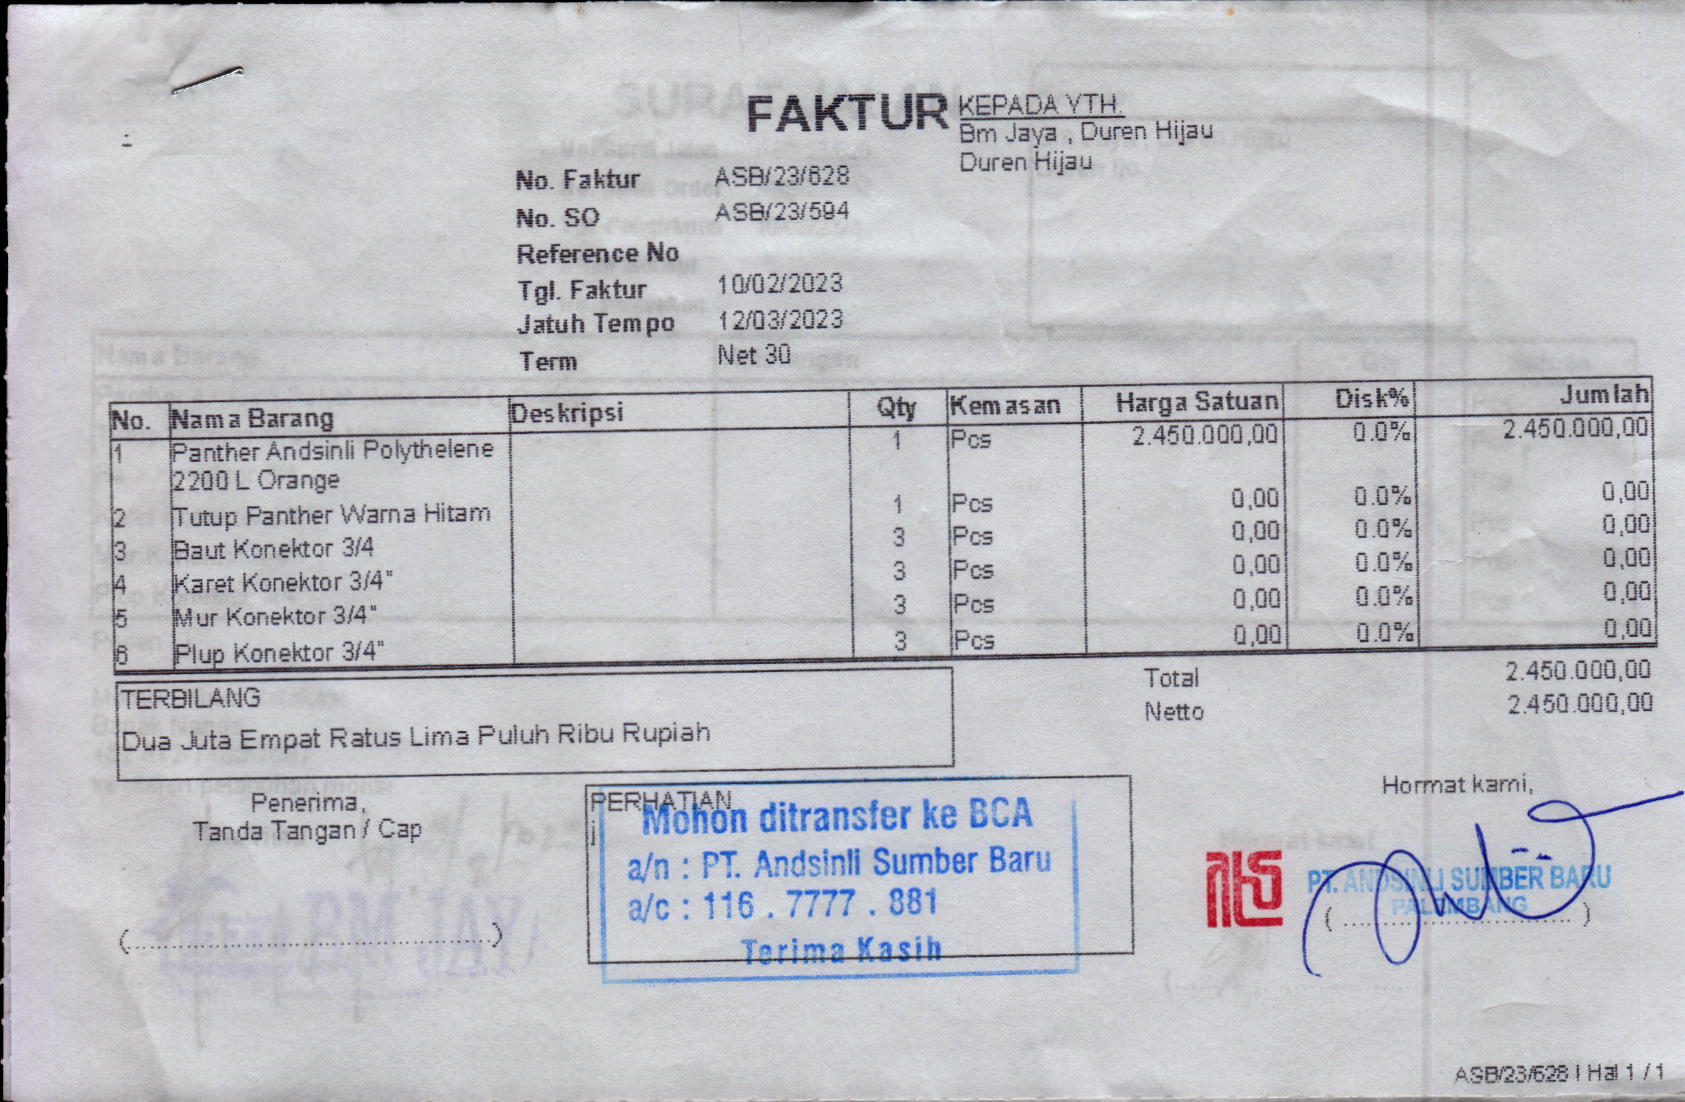 FAKTUR
KEPADA YTH.
Bm Jaya , Duren Hijau
Duren Hijau
No. Faktur ASB/23/628
No. SO ASB/23/594
Reference No
Tgl. Faktur 10/02/2023
Jatuh Tempo 12/03/2023
Term Net 30
No. Nama Barang Deskripsi Qty Kemasan Harga Satuan Disk% Jumlah
1 Panther Andsinli Polythelene 1 Pcs 2.450.000,00 0.0% 2.450.000,00
2200 L Orange
2 Tutup Panther Warna Hitam 1 Pcs 0,00 0.0% 0,00
3 Baut Konektor 3/4 3 Pcs 0,00 0.0% 0,00
4 Karet Konektor 3/4" 3 Pcs 0,00 0.0% 0,00
5 Mur Konektor 3/4" 3 Pcs 0,00 0.0% 0,00
6 Plup Konektor 3/4" 3 Pcs 0,00 0.0% 0,00
Total 2.450.000,00
Netto 2.450.000,00
TERBILANG
Dua Juta Empat Ratus Lima Puluh Ribu Rupiah
Penerima,
Tanda Tangan / Cap
(..................................................)
PERHATIAN
j
Mohon ditransfer ke BCA
a/n : PT. Andsinli Sumber Baru
a/c : 116 . 7777 . 881
Terima Kasih
Hormat kami,
PT. ANDSINLI SUMBER BARU
PALEMBANG
(................................)
BM JAY
ASB/23/628 | Hal 1 / 1